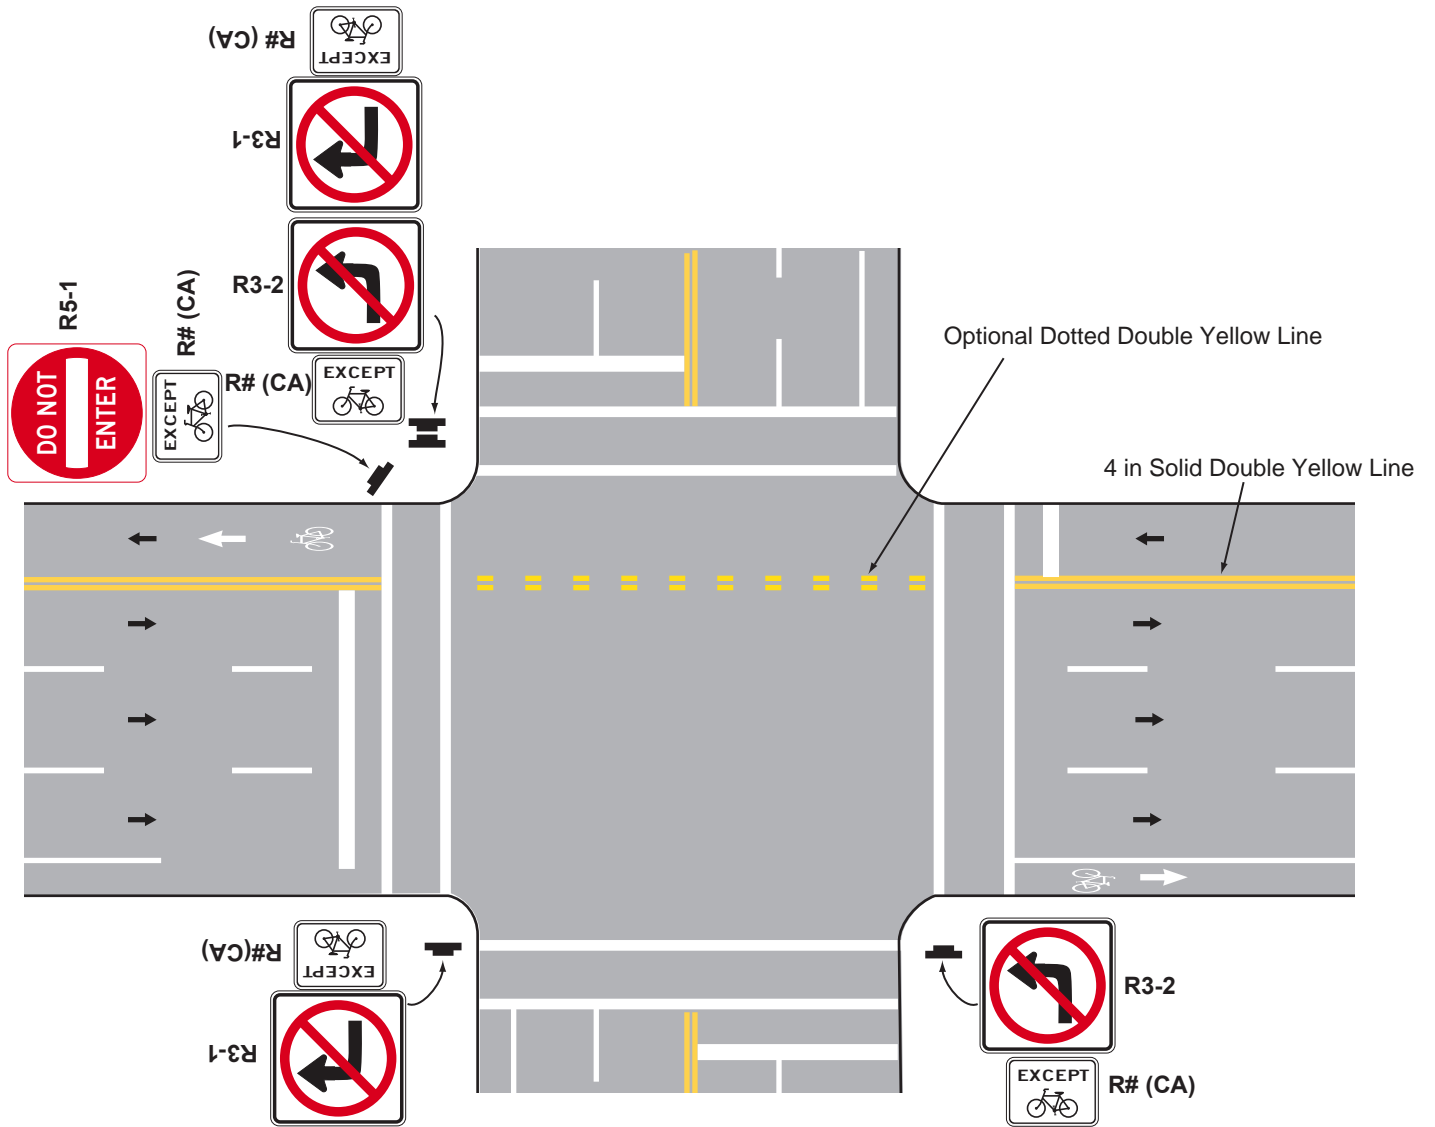 R# (CA)
EXCEPT
R3-1
R3-2
R# (CA)
EXCEPT
R5-1
DO NOT
ENTER
R# (CA)
EXCEPT
Optional Dotted Double Yellow Line
4 in Solid Double Yellow Line
R#(CA)
EXCEPT
R3-1
R3-2
EXCEPT
R# (CA)